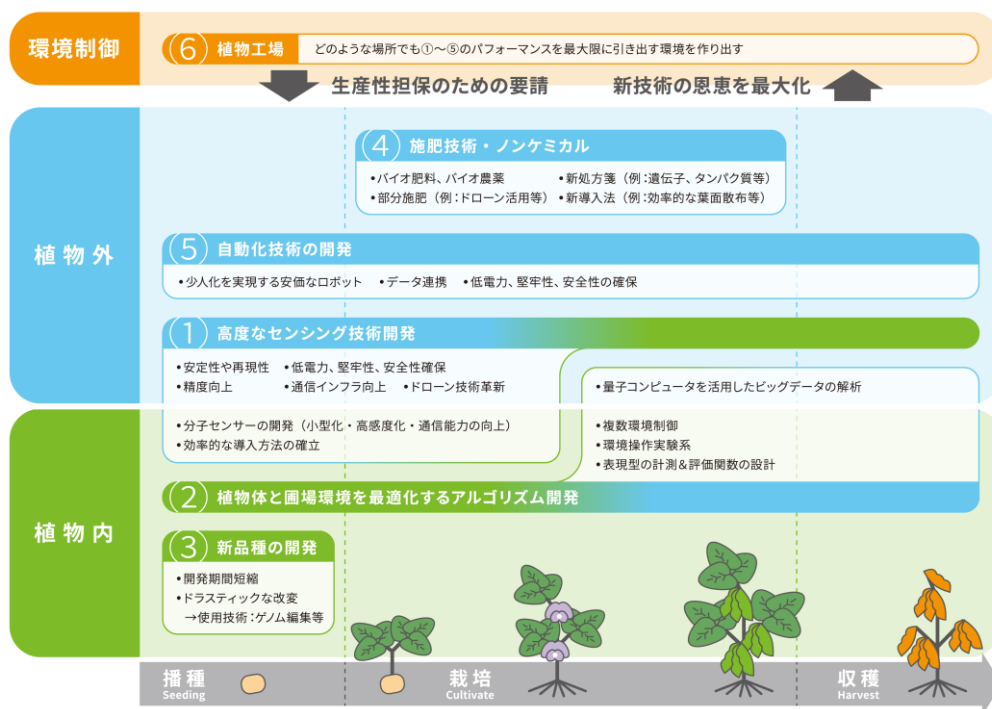 環境制御
⑥ 植物工場 どのような場所でも①〜⑤のパフォーマンスを最大限に引き出す環境を作り出す
生産性担保のための要請 新技術の恩恵を最大化
植物外
④ 施肥技術・ノンケミカル
•バイオ肥料、バイオ農薬 •新処方箋（例：遺伝子、タンパク質等）
•部分施肥（例：ドローン活用等） •新導入法（例：効率的な葉面散布等）
⑤ 自動化技術の開発
•少人化を実現する安価なロボット •データ連携 •低電力、堅牢性、安全性の確保
① 高度なセンシング技術開発
•安定性や再現性 •低電力、堅牢性、安全性確保
•精度向上 •通信インフラ向上 •ドローン技術革新
•分子センサーの開発（小型化・高感度化・通信能力の向上）
•効率的な導入方法の確立
•量子コンピュータを活用したビッグデータの解析
•複数環境制御
•環境操作実験系
•表現型の計測＆評価関数の設計
植物内
② 植物体と圃場環境を最適化するアルゴリズム開発
③ 新品種の開発
•開発期間短縮
•ドラスティックな改変
→使用技術：ゲノム編集等
播種 栽培 収穫
Seeding Cultivate Harvest